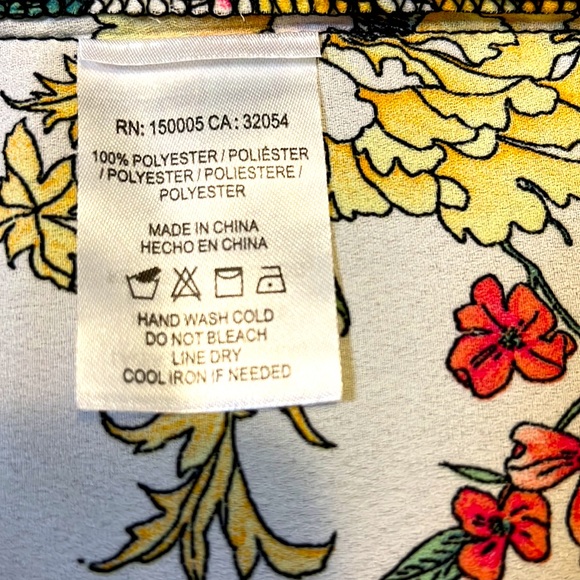 RN: 150005 CA: 32054
100% POLYESTER / POLIÉSTER
/ POLYESTER / POLIESTERE /
POLYESTER
MADE IN CHINA
HECHO EN CHINA
HAND WASH COLD
DO NOT BLEACH
LINE DRY
COOL IRON IF NEEDED